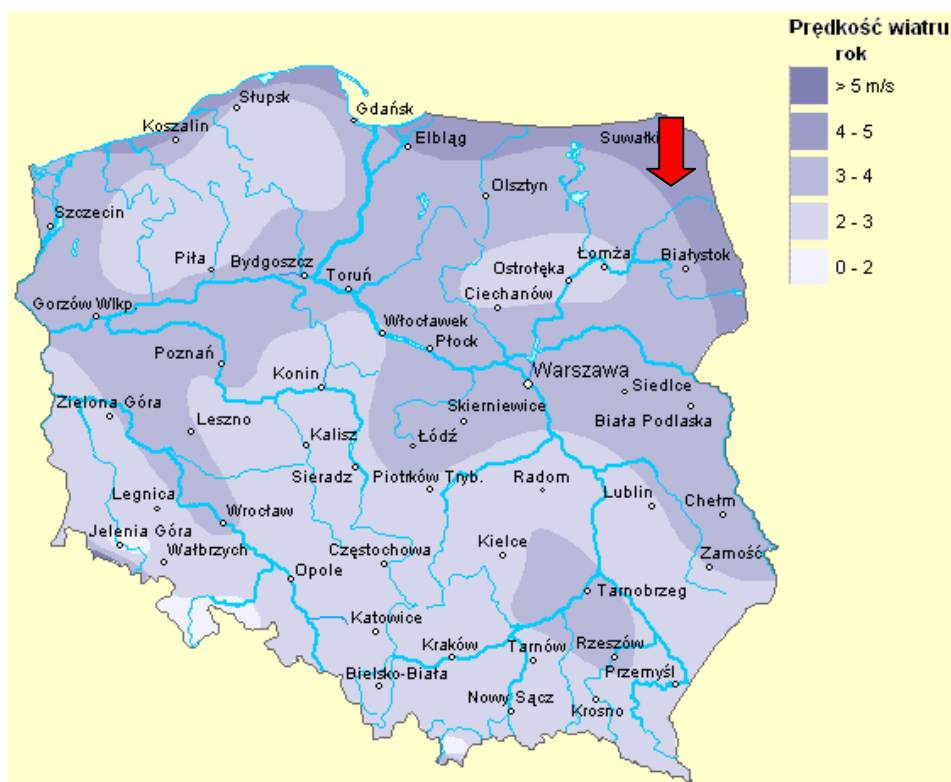 Prędkość wiatru
rok
> 5 m/s
4 - 5
3 - 4
2 - 3
0 - 2
Słupsk
Gdańsk
Koszalin
Elbląg
Suwałki
Olsztyn
Szczecin
Piła
Bydgoszcz
Toruń
Ostrołęka
Łomża
Białystok
Ciechanów
Gorzów Wlkp.
Włocławek
Płock
Poznań
Konin
Warszawa
Siedlce
Zielona Góra
Leszno
Skierniewice
Biała Podlaska
Kalisz
Łódź
Sieradz
Piotrków Tryb.
Radom
Lublin
Chełm
Legnica
Wrocław
Jelenia Góra
Wałbrzych
Częstochowa
Kielce
Zamość
Opole
Tarnobrzeg
Katowice
Kraków
Tarnów
Rzeszów
Bielsko-Biała
Przemyśl
Nowy Sącz
Krosno